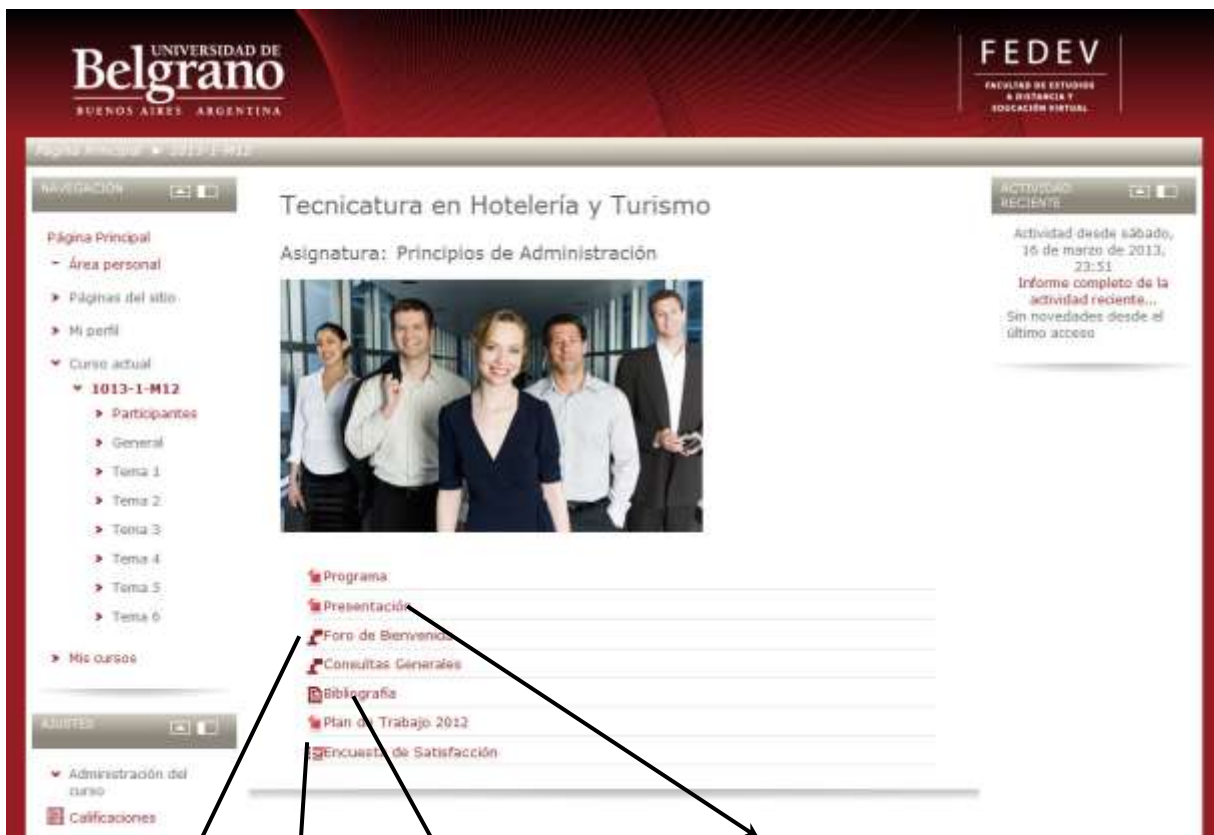 UNIVERSIDAD DE
Belgrano
BUENOS AIRES ARGENTINA
FEDEV
FACULTAD DE ESTUDIOS
A DISTANCIA Y
EDUCACIÓN VIRTUAL
Página Principal ► 1013-1-M12
NAVEGACIÓN
Página Principal
Área personal
Páginas del sitio
Mi perfil
Curso actual
1013-1-M12
Participantes
General
Tema 1
Tema 2
Tema 3
Tema 4
Tema 5
Tema 6
Mis cursos
AJUSTES
Administración del
curso
Calificaciones
Tecnicatura en Hotelería y Turismo
Asignatura: Principios de Administración
Programa
Presentación
Foro de Bienvenida
Consultas Generales
Bibliografía
Plan de Trabajo 2012
Encuesta de Satisfacción
ACTIVIDAD
RECIENTE
Actividad desde sábado,
16 de marzo de 2013,
23:51
Informe completo de la
actividad reciente...
Sin novedades desde el
último acceso